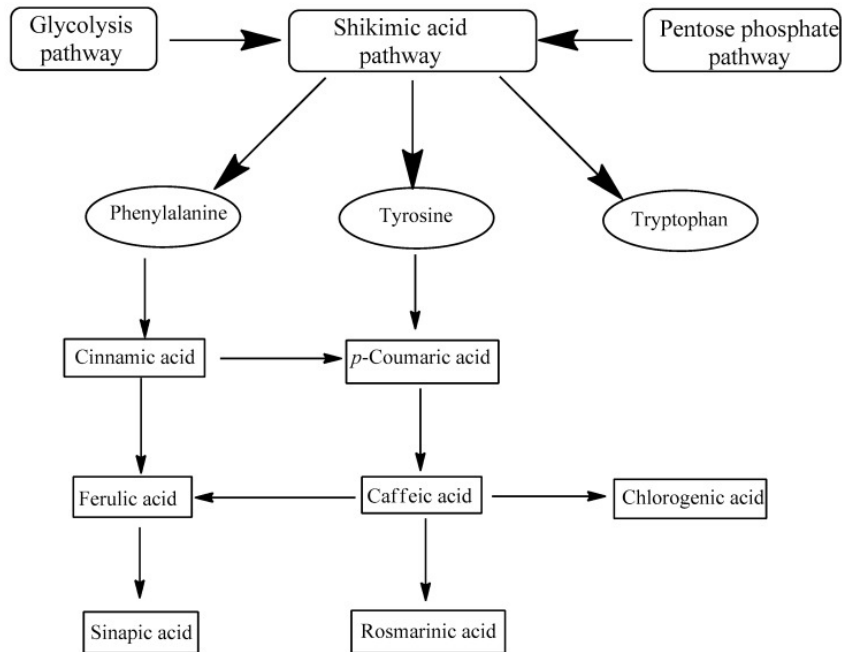 Glycolysis
pathway
Shikimic acid
pathway
Pentose phosphate
pathway
Phenylalanine
Tyrosine
Tryptophan
Cinnamic acid
p-Coumaric acid
Ferulic acid
Caffeic acid
Chlorogenic acid
Sinapic acid
Rosmarinic acid